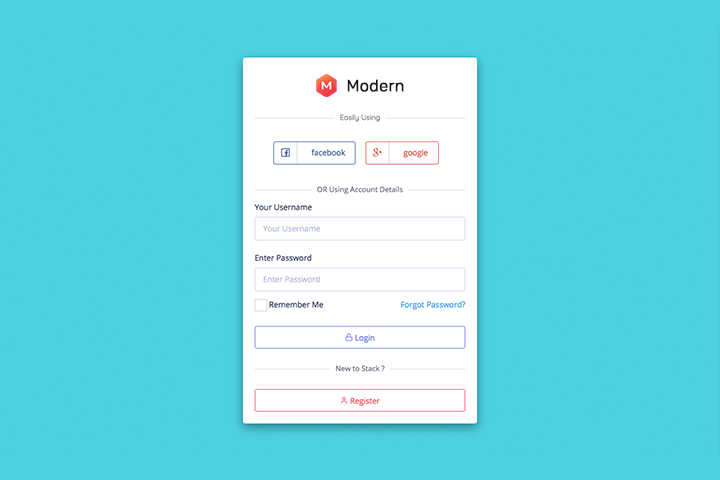 M Modern
Easily Using
facebook google
OR Using Account Details
Your Username
Your Username
Enter Password
Enter Password
Remember Me Forgot Password?
Login
New to Stack ?
Register